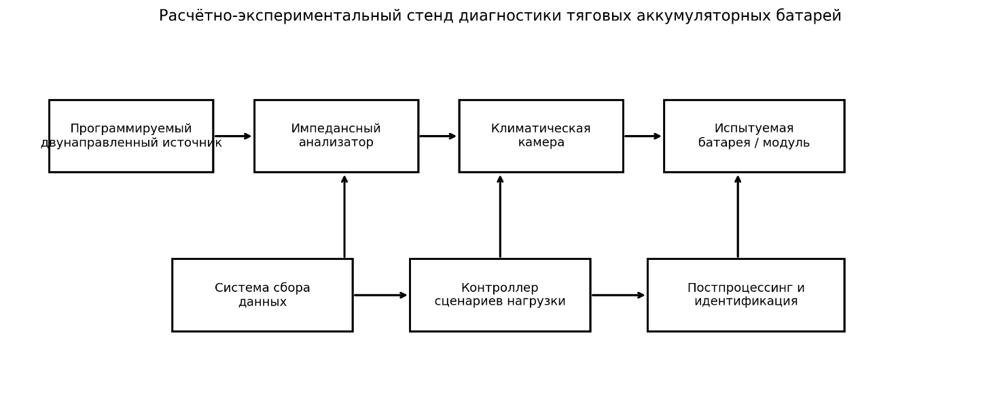 Расчётно-экспериментальный стенд диагностики тяговых аккумуляторных батарей
Программируемый
двунаправленный источник
Импедансный
анализатор
Климатическая
камера
Испытуемая
батарея / модуль
Система сбора
данных
Контроллер
сценариев нагрузки
Постпроцессинг и
идентификация